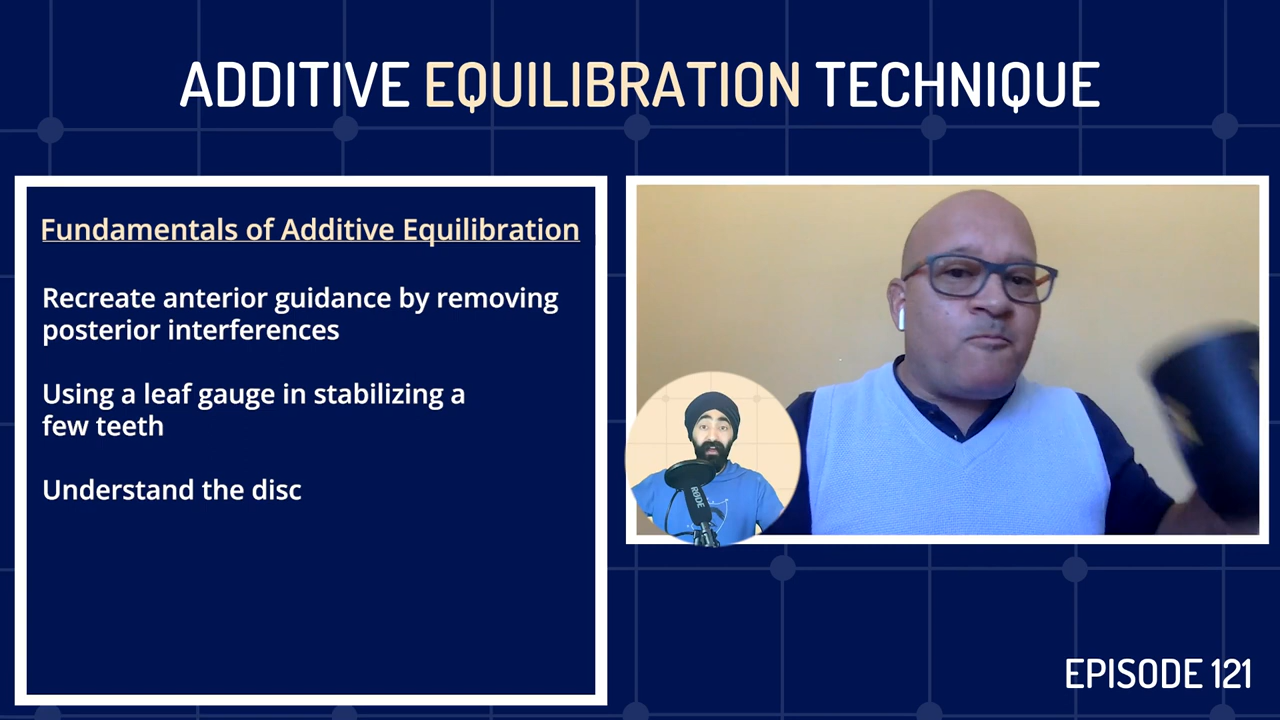 ADDITIVE EQUILIBRATION TECHNIQUE
Fundamentals of Additive Equilibration
Recreate anterior guidance by removing
posterior interferences
Using a leaf gauge in stabilizing a
few teeth
Understand the disc
RØDE
EPISODE 121